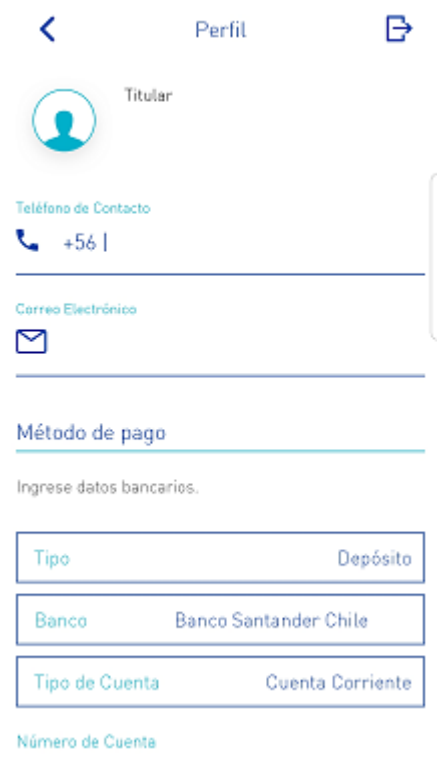 Perfil
Titular
Teléfono de Contacto
+56 |
Correo Electrónico
Método de pago
Ingrese datos bancarios.
Tipo Depósito
Banco Banco Santander Chile
Tipo de Cuenta Cuenta Corriente
Número de Cuenta